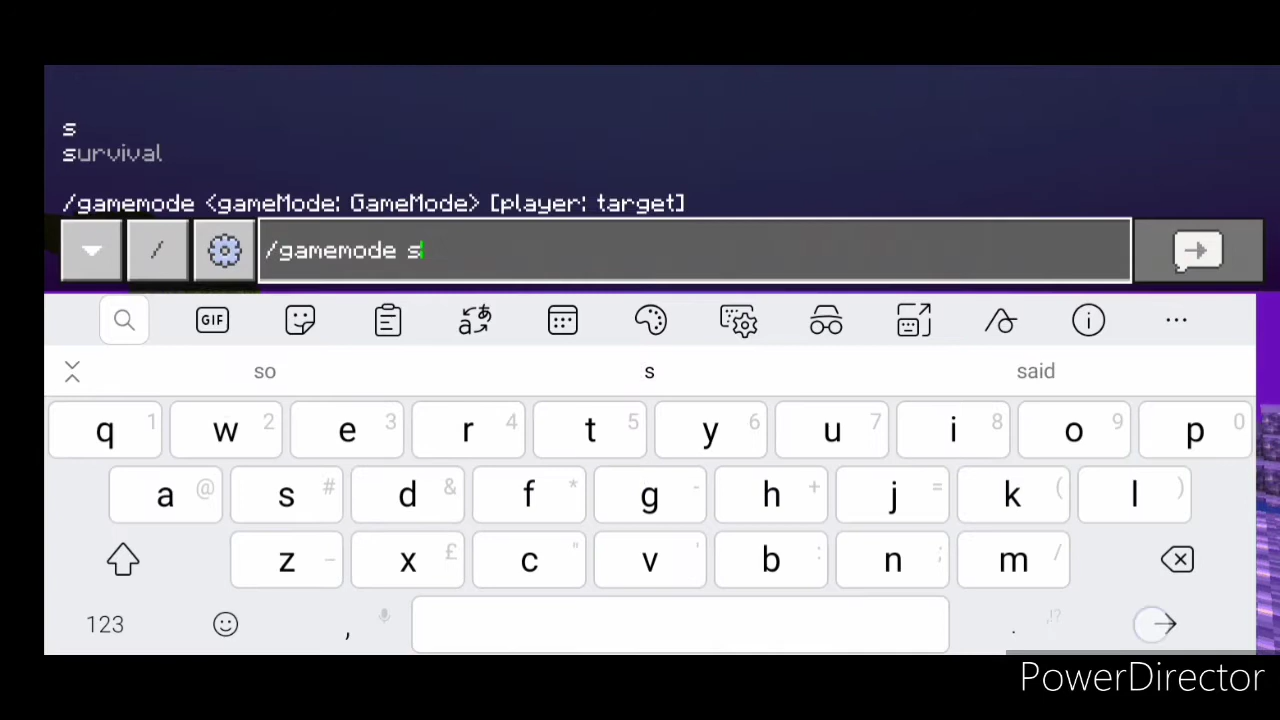 s
survival
/gamemode <gameMode: GameMode> [player: target]
/ /gamemode s
GIF
so s said
q 1 w 2 e 3 r 4 t 5 y 6 u 7 i 8 o 9 p 0
a @ s # d & f * g - h + j = k ( l )
z _ x £ c " v ' b : n ; m /
123 , . ,!?
PowerDirector